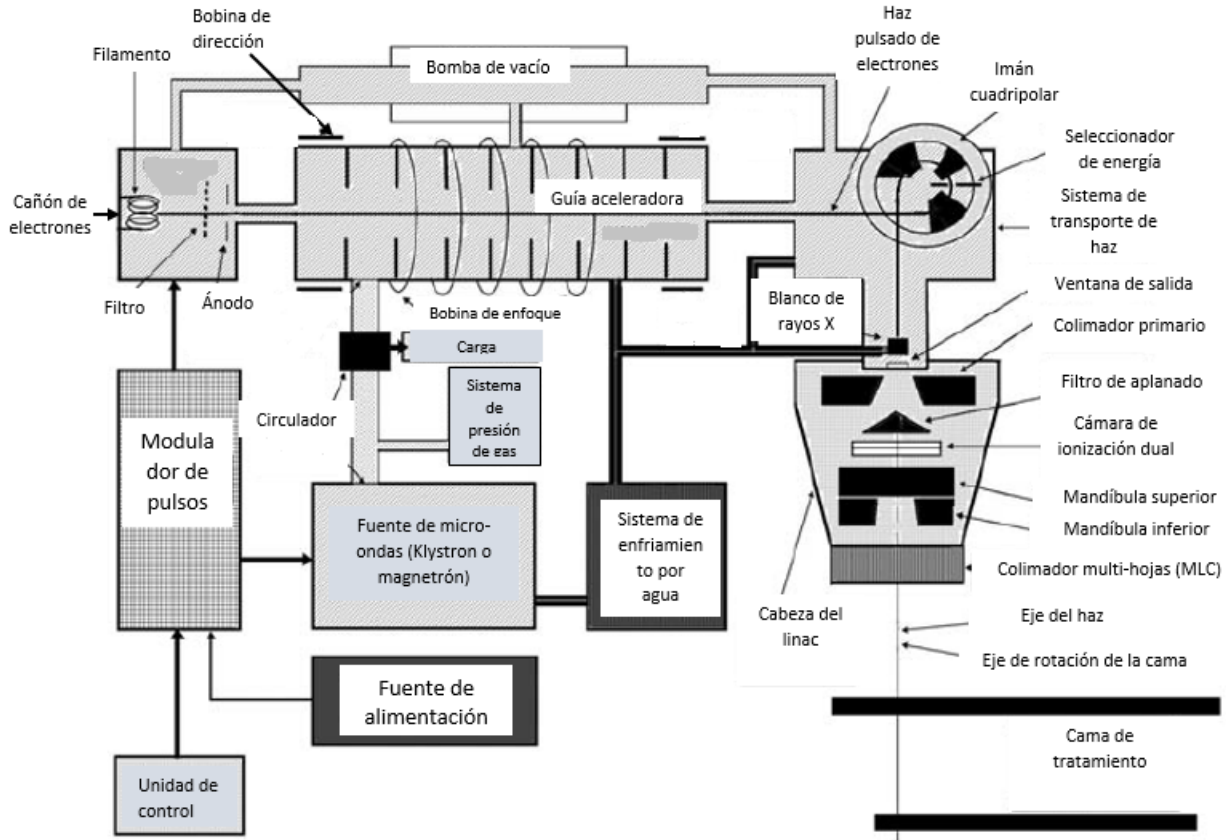 Bobina de
dirección
Filamento
Bomba de vacío
Haz
pulsado de
electrones
Imán
cuadripolar
Seleccionador
de energía
Cañón de
electrones
Guía aceleradora
Sistema de
transporte de
haz
Filtro
Ánodo
Bobina de enfoque
Blanco de
rayos X
Ventana de salida
Colimador primario
Carga
Circulador
Sistema
de
presión
de gas
Filtro de aplanado
Cámara de
ionización dual
Modula
dor de
pulsos
Mandíbula superior
Mandíbula inferior
Fuente de micro-
ondas (Klystron o
magnetrón)
Sistema de
enfriamien
to por
agua
Colimador multi-hojas (MLC)
Cabeza del
linac
Eje del haz
Eje de rotación de la cama
Fuente de
alimentación
Cama de
tratamiento
Unidad de
control